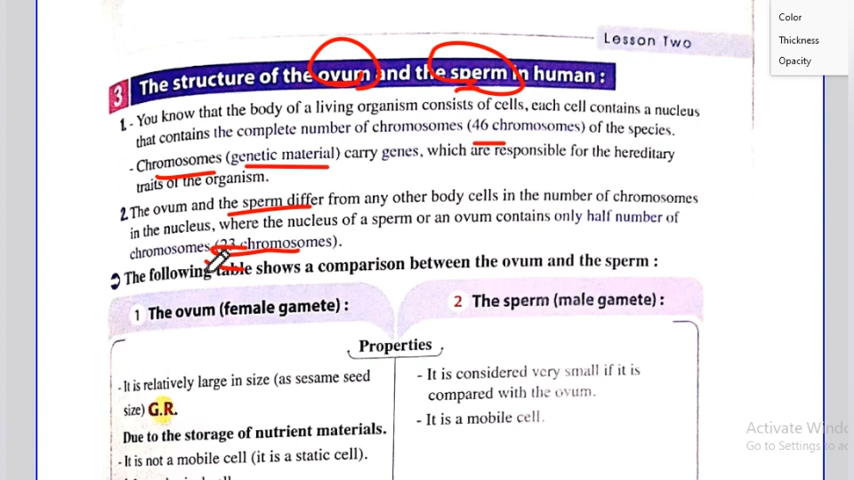 Color
Thickness
Opacity
Lesson Two
3 The structure of the ovum and the sperm in human :
1. - You know that the body of a living organism consists of cells, each cell contains a nucleus
that contains the complete number of chromosomes (46 chromosomes) of the species.
- Chromosomes (genetic material) carry genes, which are responsible for the hereditary
traits of the organism.
2. The ovum and the sperm differ from any other body cells in the number of chromosomes
in the nucleus, where the nucleus of a sperm or an ovum contains only half number of
chromosomes (23 chromosomes).
The following table shows a comparison between the ovum and the sperm :
1 The ovum (female gamete) :
2 The sperm (male gamete) :
Properties
- It is relatively large in size (as sesame seed
size) G.R.
Due to the storage of nutrient materials.
- It is not a mobile cell (it is a static cell).
- It is considered very small if it is
compared with the ovum.
- It is a mobile cell.
Activate Windo
Go to Settings to ac